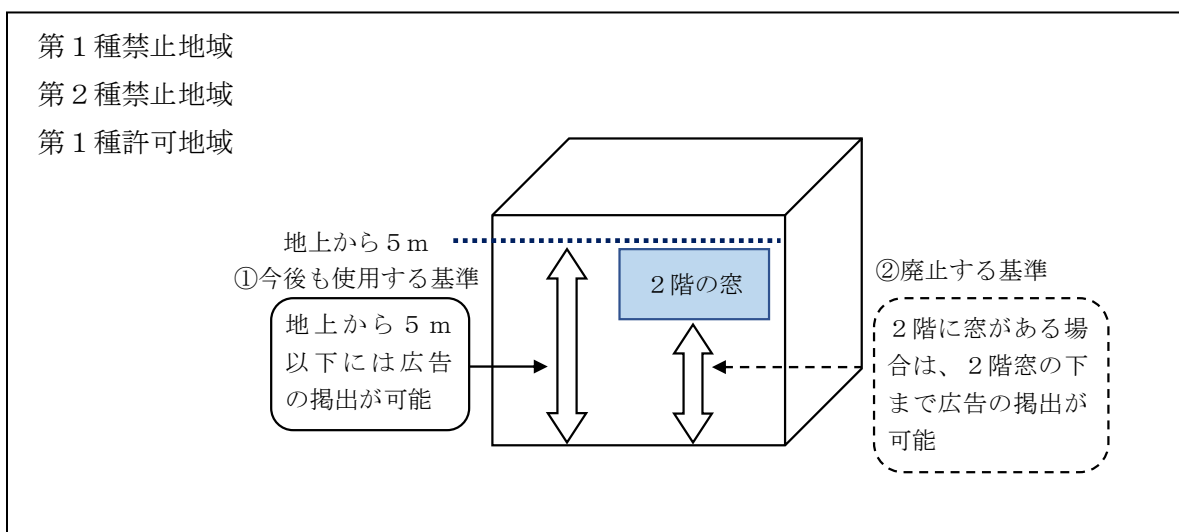 第１種禁止地域
第２種禁止地域
第１種許可地域
地上から５ｍ
①今後も使用する基準
地上から５ｍ
以下には広告
の掲出が可能
２階の窓
②廃止する基準
２階に窓がある場
合は、２階窓の下
まで広告の掲出が
可能